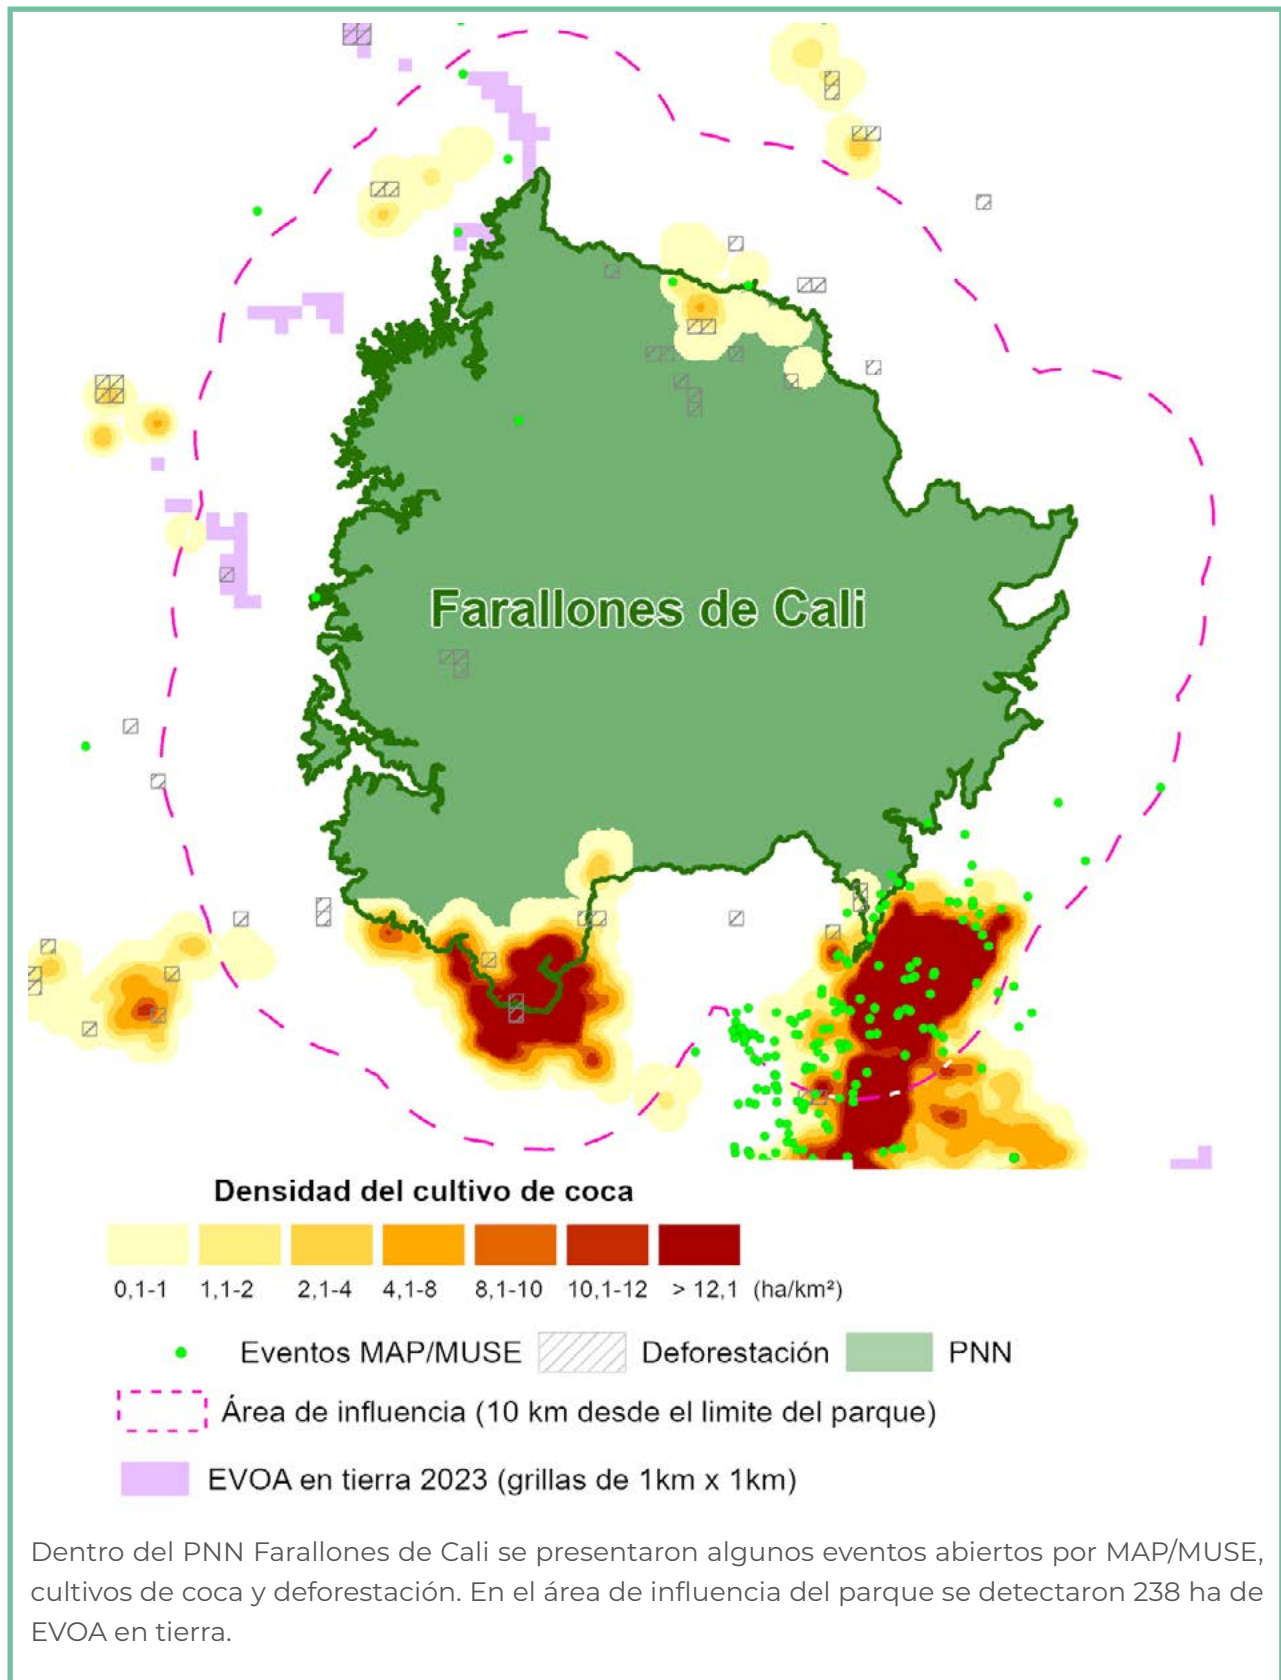 Farallones de Cali
Densidad del cultivo de coca
0,1-1 1,1-2 2,1-4 4,1-8 8,1-10 10,1-12 > 12,1 (ha/km²)
Eventos MAP/MUSE Deforestación PNN
Área de influencia (10 km desde el limite del parque)
EVOA en tierra 2023 (grillas de 1km x 1km)
Dentro del PNN Farallones de Cali se presentaron algunos eventos abiertos por MAP/MUSE,
cultivos de coca y deforestación. En el área de influencia del parque se detectaron 238 ha de
EVOA en tierra.